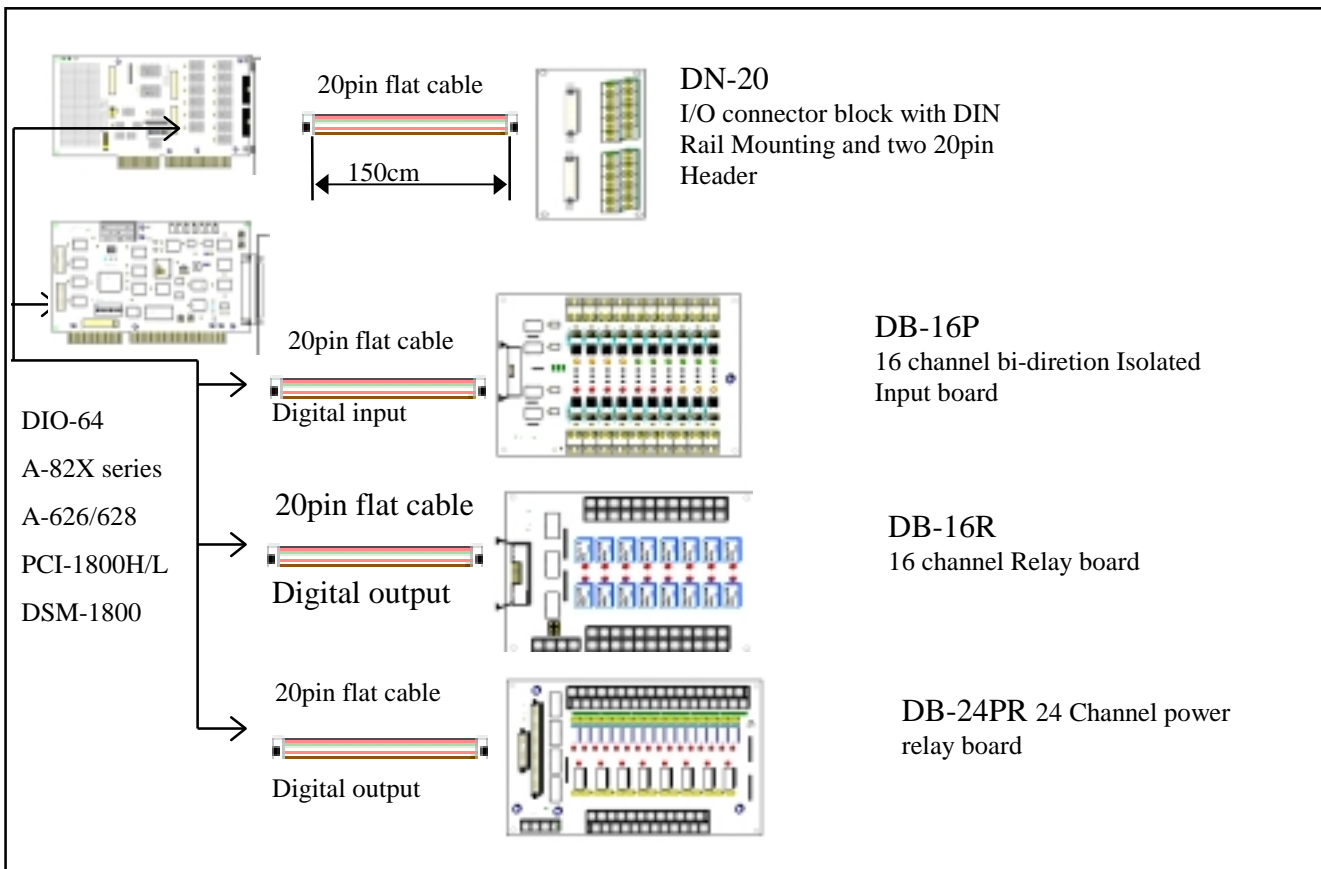 20pin flat cable
150cm
DN-20
I/O connector block with DIN
Rail Mounting and two 20pin
Header
20pin flat cable
Digital input
DB-16P
16 channel bi-diretion Isolated
Input board
DIO-64
A-82X series
A-626/628
PCI-1800H/L
DSM-1800
20pin flat cable
Digital output
DB-16R
16 channel Relay board
20pin flat cable
Digital output
DB-24PR 24 Channel power
relay board